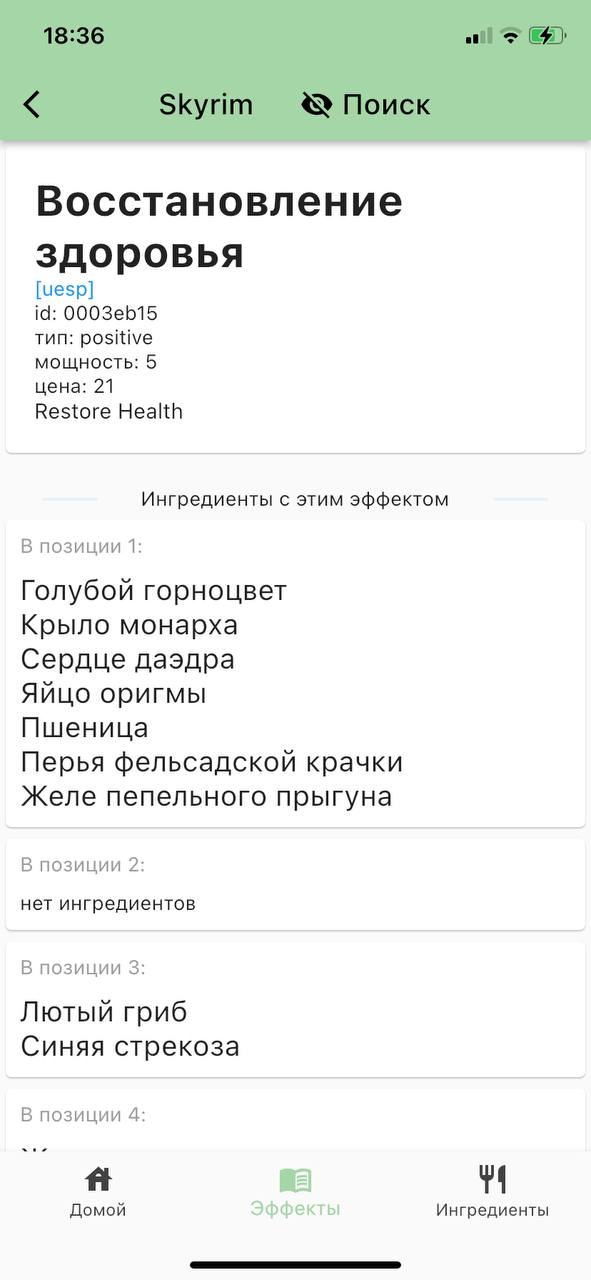 18:36
Skyrim Поиск
Восстановление
здоровья
[uesp]
id: 0003eb15
тип: positive
мощность: 5
цена: 21
Restore Health
Ингредиенты с этим эффектом
В позиции 1:
Голубой горноцвет
Крыло монарха
Сердце даэдра
Яйцо оригмы
Пшеница
Перья фельсадской крачки
Желе пепельного прыгуна
В позиции 2:
нет ингредиентов
В позиции 3:
Лютый гриб
Синяя стрекоза
В позиции 4:
Домой Эффекты Ингредиенты